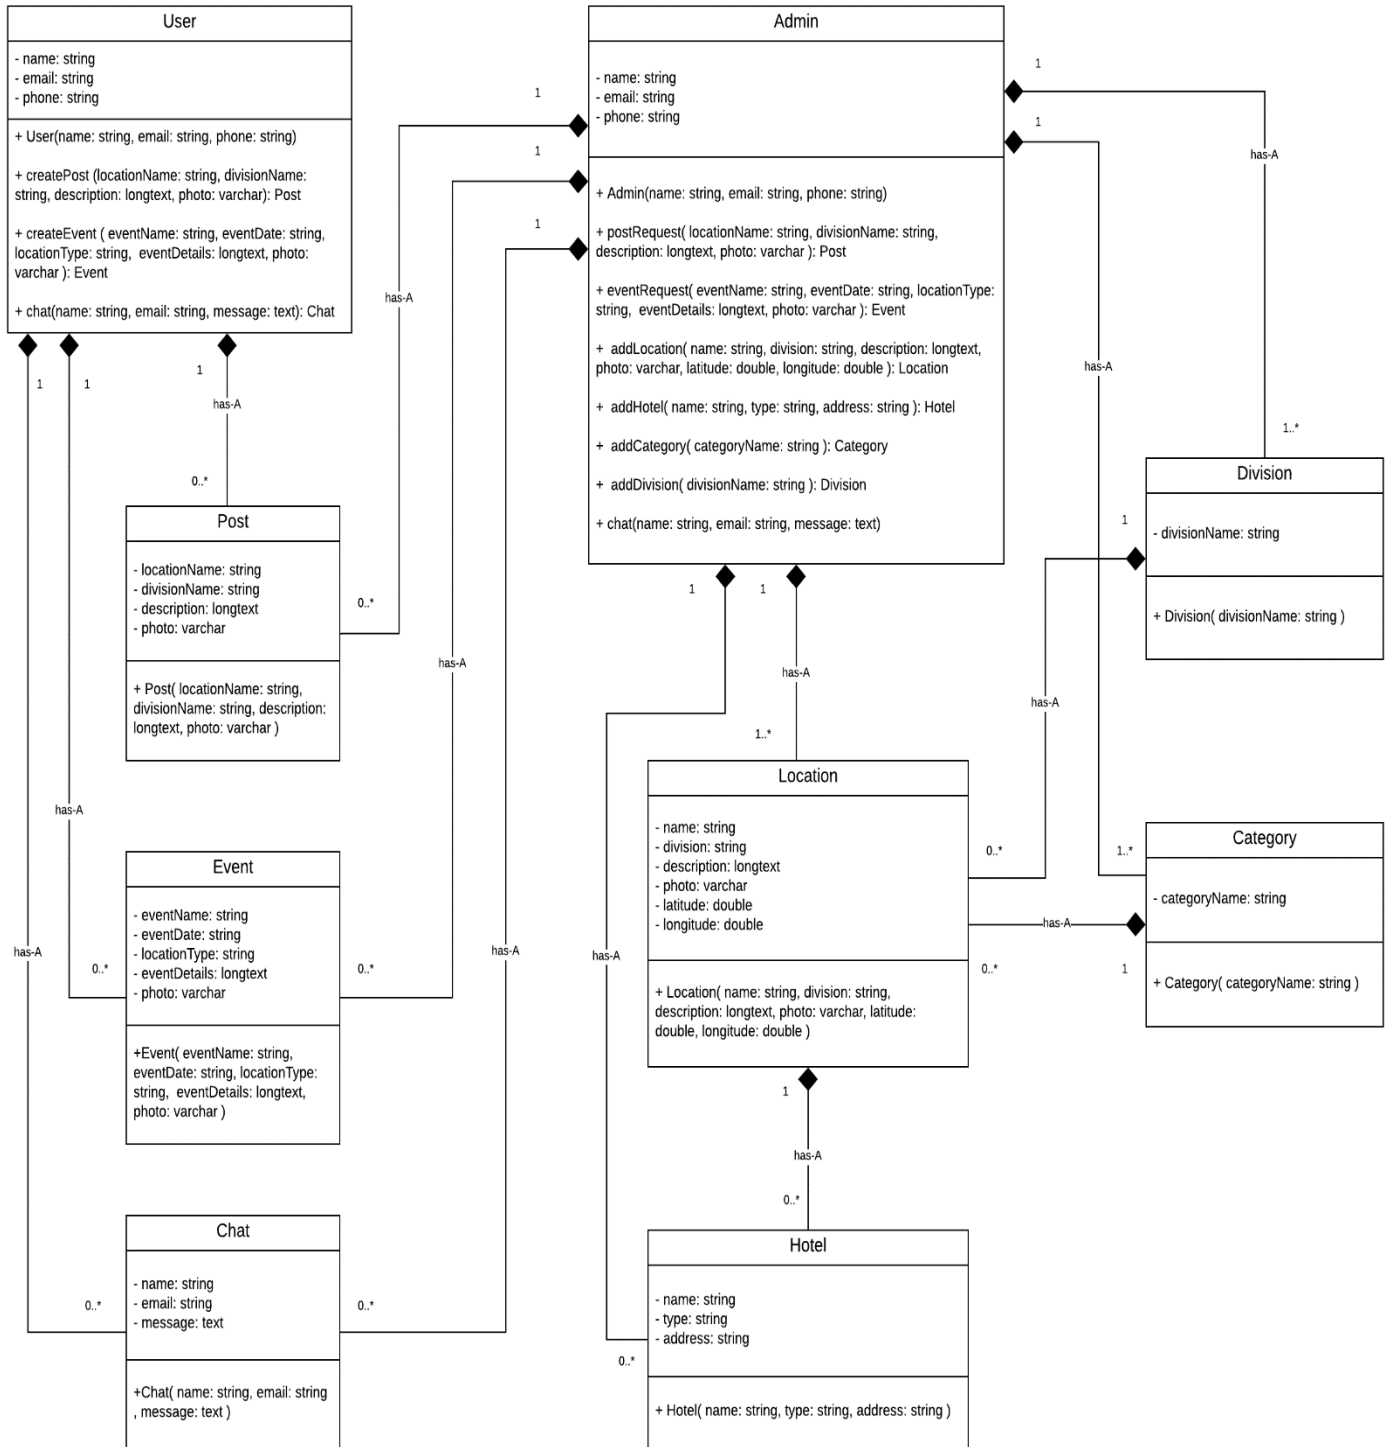 User
- name: string
- email: string
- phone: string
+ User(name: string, email: string, phone: string)
+ createPost (locationName: string, divisionName:
string, description: longtext, photo: varchar): Post
+ createEvent ( eventName: string, eventDate: string,
locationType: string,  eventDetails: longtext, photo:
varchar ): Event
+ chat(name: string, email: string, message: text): Chat
Admin
- name: string
- email: string
- phone: string
+ Admin(name: string, email: string, phone: string)
+ postRequest( locationName: string, divisionName: string,
description: longtext, photo: varchar ): Post
+ eventRequest( eventName: string, eventDate: string, locationType:
string,  eventDetails: longtext, photo: varchar ): Event
+  addLocation( name: string, division: string, description: longtext,
photo: varchar, latitude: double, longitude: double ): Location
+  addHotel( name: string, type: string, address: string ): Hotel
+  addCategory( categoryName: string ): Category
+  addDivision( divisionName: string ): Division
+ chat(name: string, email: string, message: text)
1
1
1
1
1
has-A
has-A
has-A
1
1
1
has-A
0..*
1..*
Post
- locationName: string
- divisionName: string
- description: longtext
- photo: varchar
+ Post( locationName: string,
divisionName: string, description:
longtext, photo: varchar )
0..*
has-A
Division
- divisionName: string
+ Division( divisionName: string )
1
1
1
has-A
has-A
1..*
Location
- name: string
- division: string
- description: longtext
- photo: varchar
- latitude: double
- longitude: double
+ Location( name: string, division: string,
description: longtext, photo: varchar, latitude:
double, longitude: double )
0..*
1..*
has-A
0..*
1
Category
- categoryName: string
+ Category( categoryName: string )
has-A
Event
- eventName: string
- eventDate: string
- locationType: string
- eventDetails: longtext
- photo: varchar
+Event( eventName: string,
eventDate: string, locationType:
string,  eventDetails: longtext,
photo: varchar )
has-A
0..*
0..*
has-A
has-A
1
has-A
0..*
Chat
- name: string
- email: string
- message: text
+Chat( name: string, email: string
, message: text )
0..*
0..*
Hotel
- name: string
- type: string
- address: string
+ Hotel( name: string, type: string, address: string )
0..*